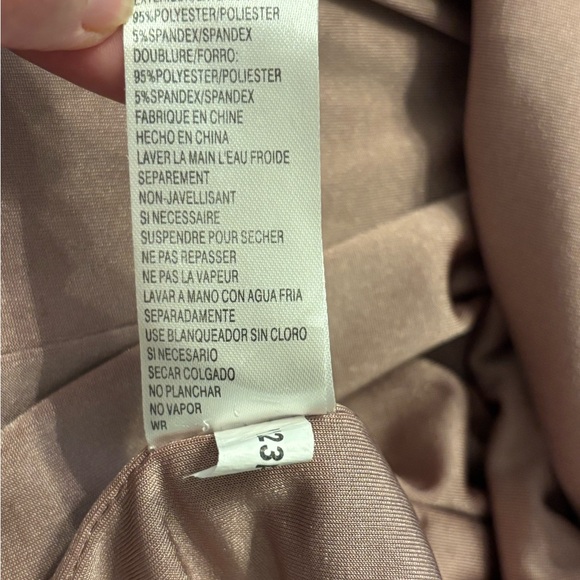 95%POLYESTER/POLIESTER
5%SPANDEX/SPANDEX
DOUBLURE/FORRO:
95%POLYESTER/POLIESTER
5%SPANDEX/SPANDEX
FABRIQUE EN CHINE
HECHO EN CHINA
LAVER LA MAIN L'EAU FROIDE
SEPAREMENT
NON-JAVELLISANT
SI NECESSAIRE
SUSPENDRE POUR SECHER
NE PAS REPASSER
NE PAS LA VAPEUR
LAVAR A MANO CON AGUA FRIA
SEPARADAMENTE
USE BLANQUEADOR SIN CLORO
SI NECESARIO
SECAR COLGADO
NO PLANCHAR
NO VAPOR
WR
23